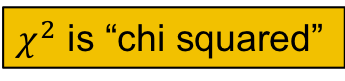 𝜒² is “chi squared”